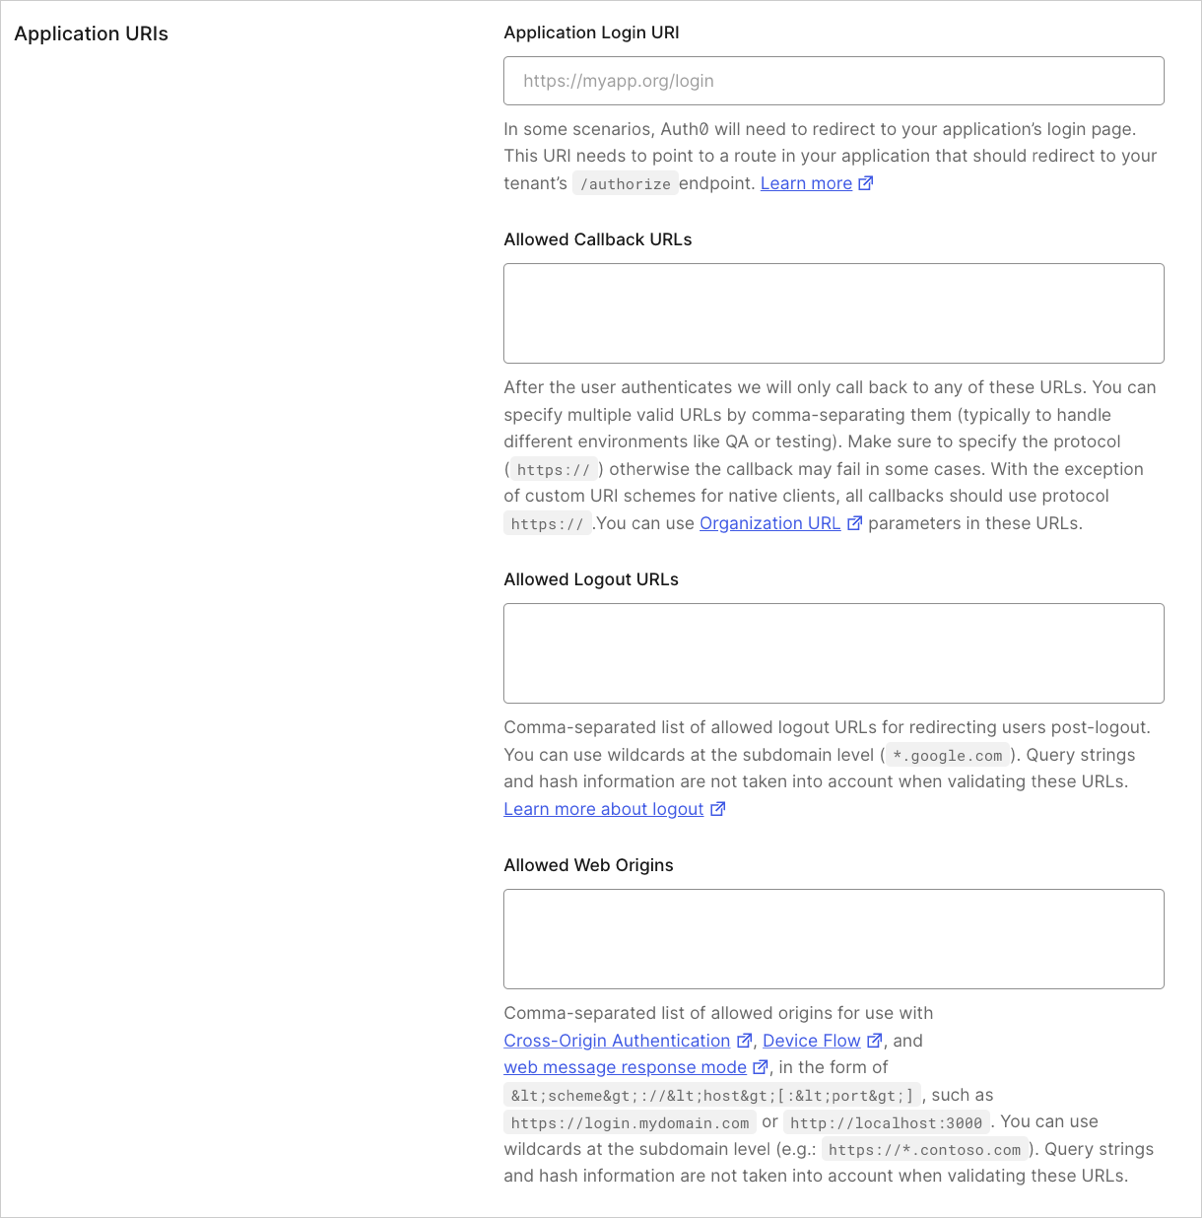 Application URIs
Application Login URI
https://myapp.org/login
In some scenarios, Auth0 will need to redirect to your application’s login page.
This URI needs to point to a route in your application that should redirect to your
tenant’s /authorize endpoint. Learn more
Allowed Callback URLs
After the user authenticates we will only call back to any of these URLs. You can
specify multiple valid URLs by comma-separating them (typically to handle
different environments like QA or testing). Make sure to specify the protocol
( https:// ) otherwise the callback may fail in some cases. With the exception
of custom URI schemes for native clients, all callbacks should use protocol
https:// .You can use Organization URL parameters in these URLs.
Allowed Logout URLs
Comma-separated list of allowed logout URLs for redirecting users post-logout.
You can use wildcards at the subdomain level ( *.google.com ). Query strings
and hash information are not taken into account when validating these URLs.
Learn more about logout
Allowed Web Origins
Comma-separated list of allowed origins for use with
Cross-Origin Authentication , Device Flow , and
web message response mode , in the form of
&lt;scheme&gt;://&lt;host&gt;[:&lt;port&gt;] , such as
https://login.mydomain.com or http://localhost:3000 . You can use
wildcards at the subdomain level (e.g.: https://*.contoso.com ). Query strings
and hash information are not taken into account when validating these URLs.